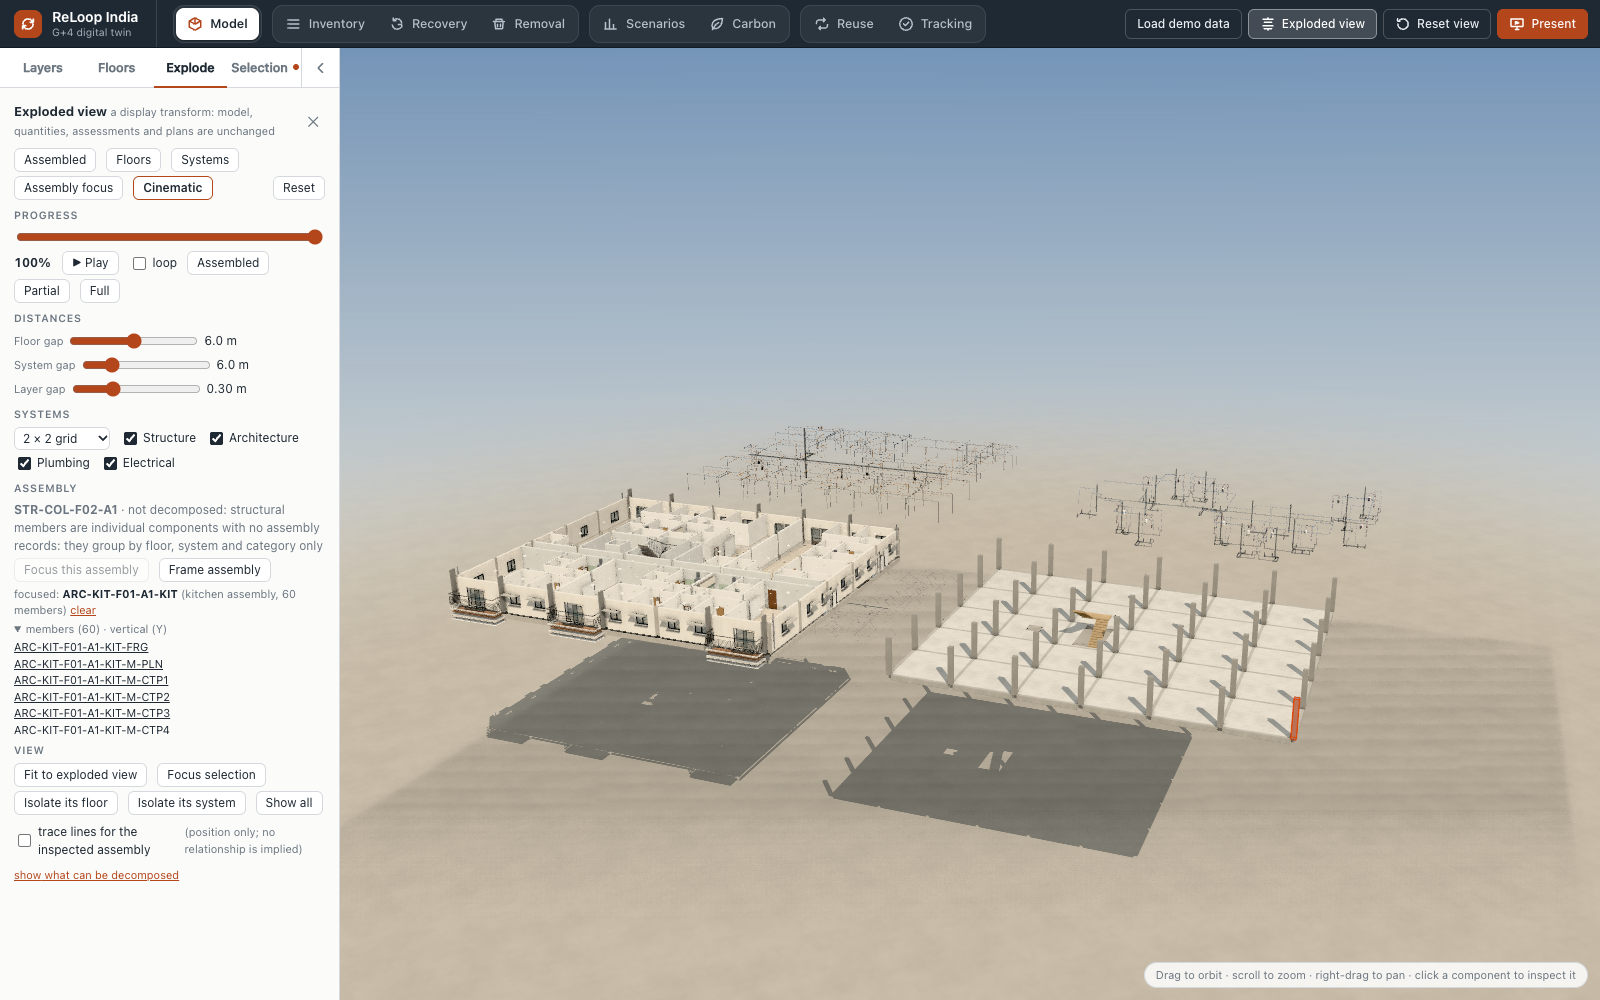 ReLoop India
G+4 digital twin
Model
Inventory
Recovery
Removal
Scenarios
Carbon
Reuse
Tracking
Load demo data
Exploded view
Reset view
Present
Layers
Floors
Explode
Selection
Exploded view a display transform: model,
quantities, assessments and plans are unchanged
Assembled
Floors
Systems
Assembly focus
Cinematic
Reset
PROGRESS
100%
Play
loop
Assembled
Partial
Full
DISTANCES
Floor gap
6.0 m
System gap
6.0 m
Layer gap
0.30 m
SYSTEMS
2 × 2 grid
Structure
Architecture
Plumbing
Electrical
ASSEMBLY
STR-COL-F02-A1 · not decomposed: structural
members are individual components with no assembly
records: they group by floor, system and category only
Focus this assembly
Frame assembly
focused: ARC-KIT-F01-A1-KIT (kitchen assembly, 60
members) clear
▼ members (60) · vertical (Y)
ARC-KIT-F01-A1-KIT-FRG
ARC-KIT-F01-A1-KIT-M-PLN
ARC-KIT-F01-A1-KIT-M-CTP1
ARC-KIT-F01-A1-KIT-M-CTP2
ARC-KIT-F01-A1-KIT-M-CTP3
ARC-KIT-F01-A1-KIT-M-CTP4
VIEW
Fit to exploded view
Focus selection
Isolate its floor
Isolate its system
Show all
trace lines for the
inspected assembly
(position only; no
relationship is implied)
show what can be decomposed
Drag to orbit · scroll to zoom · right-drag to pan · click a component to inspect it